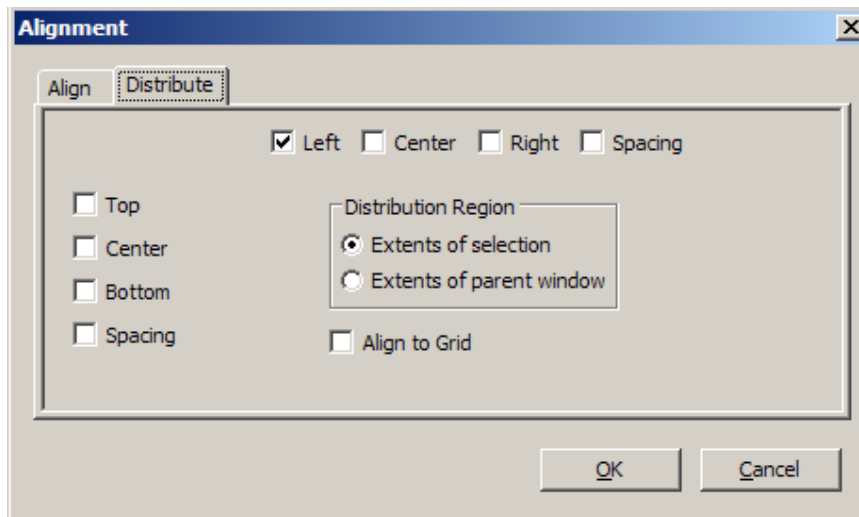 Alignment
Align Distribute
Left Center Right Spacing
Top
Center
Bottom
Spacing
Distribution Region
Extents of selection
Extents of parent window
Align to Grid
OK Cancel